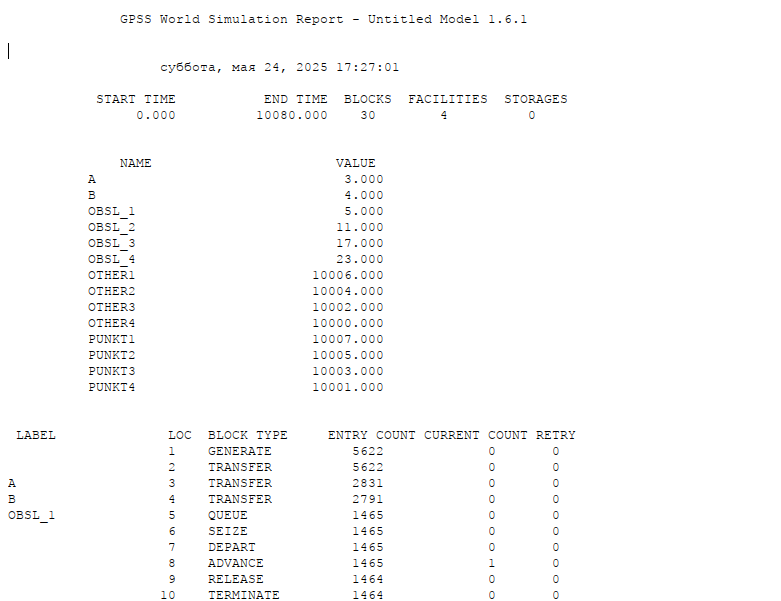 GPSS World Simulation Report - Untitled Model 1.6.1
суббота, мая 24, 2025 17:27:01
START TIME END TIME BLOCKS FACILITIES STORAGES
0.000 10080.000 30 4 0
NAME VALUE
A 3.000
B 4.000
OBSL_1 5.000
OBSL_2 11.000
OBSL_3 17.000
OBSL_4 23.000
OTHER1 10006.000
OTHER2 10004.000
OTHER3 10002.000
OTHER4 10000.000
PUNKT1 10007.000
PUNKT2 10005.000
PUNKT3 10003.000
PUNKT4 10001.000
LABEL LOC BLOCK TYPE ENTRY COUNT CURRENT COUNT RETRY
1 GENERATE 5622 0 0
2 TRANSFER 5622 0 0
A 3 TRANSFER 2831 0 0
B 4 TRANSFER 2791 0 0
OBSL_1 5 QUEUE 1465 0 0
6 SEIZE 1465 0 0
7 DEPART 1465 0 0
8 ADVANCE 1465 1 0
9 RELEASE 1464 0 0
10 TERMINATE 1464 0 0